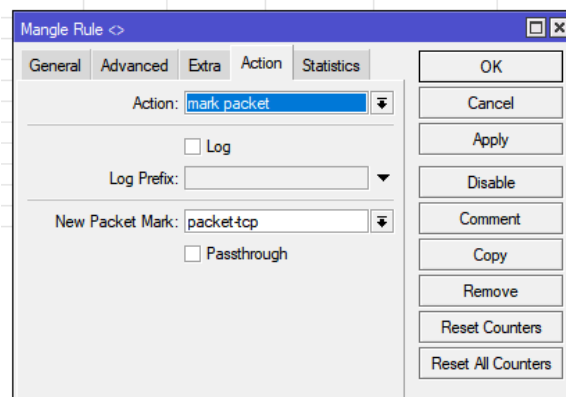 Mangle Rule <>
General Advanced Extra Action Statistics
Action: mark packet
Log
Log Prefix:
New Packet Mark: packet-tcp
Passthrough
OK
Cancel
Apply
Disable
Comment
Copy
Remove
Reset Counters
Reset All Counters